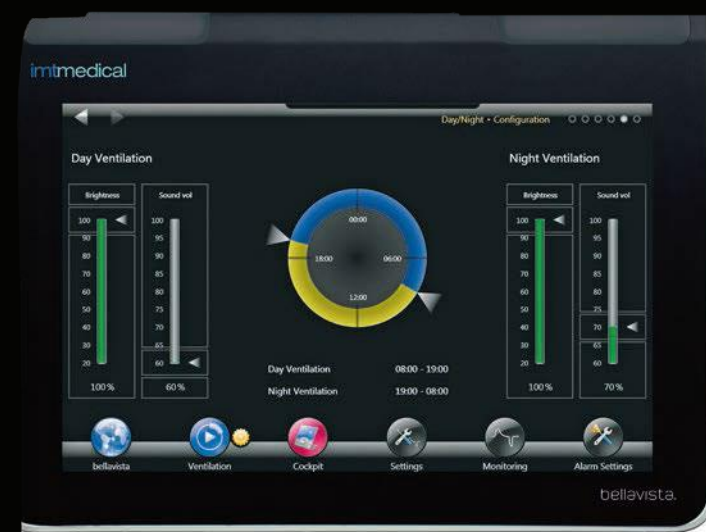 imtmedical
Day/Night • Configuration
Day Ventilation
Night Ventilation
Brightness
Sound vol
100
90
80
70
60
50
40
30
20
100 %
100
95
90
85
80
75
70
65
60
60 %
00:00
18:00
06:00
12:00
Day Ventilation 08:00 - 19:00
Night Ventilation 19:00 - 08:00
Brightness
Sound vol
100
90
80
70
60
50
40
30
20
100 %
100
95
90
85
80
75
70
65
60
70 %
bellavista
Ventilation
Cockpit
Settings
Monitoring
Alarm Settings
bellavista.